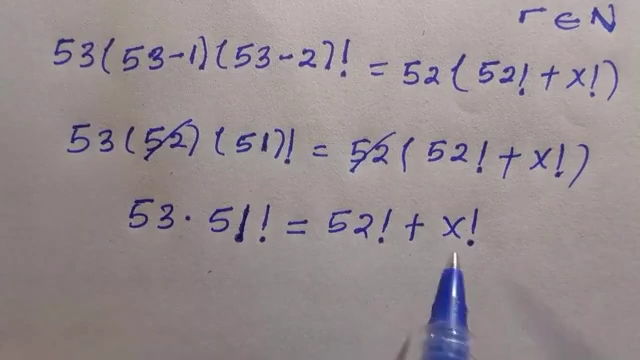 r ∈ N
53(53-1)(53-2)! = 52(52! + x!)
53(52)(51)! = 52(52! + x!)
53 · 51! = 52! + x!